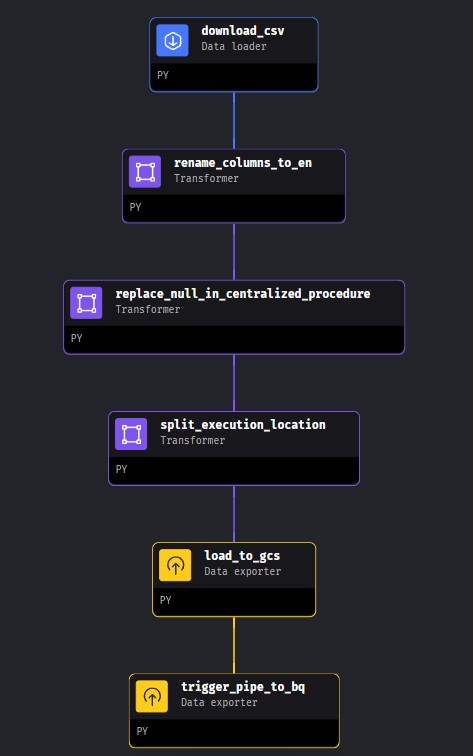 download_csv
Data loader
PY
rename_columns_to_en
Transformer
PY
replace_null_in_centralized_procedure
Transformer
PY
split_execution_location
Transformer
PY
load_to_gcs
Data exporter
PY
trigger_pipe_to_bq
Data exporter
PY